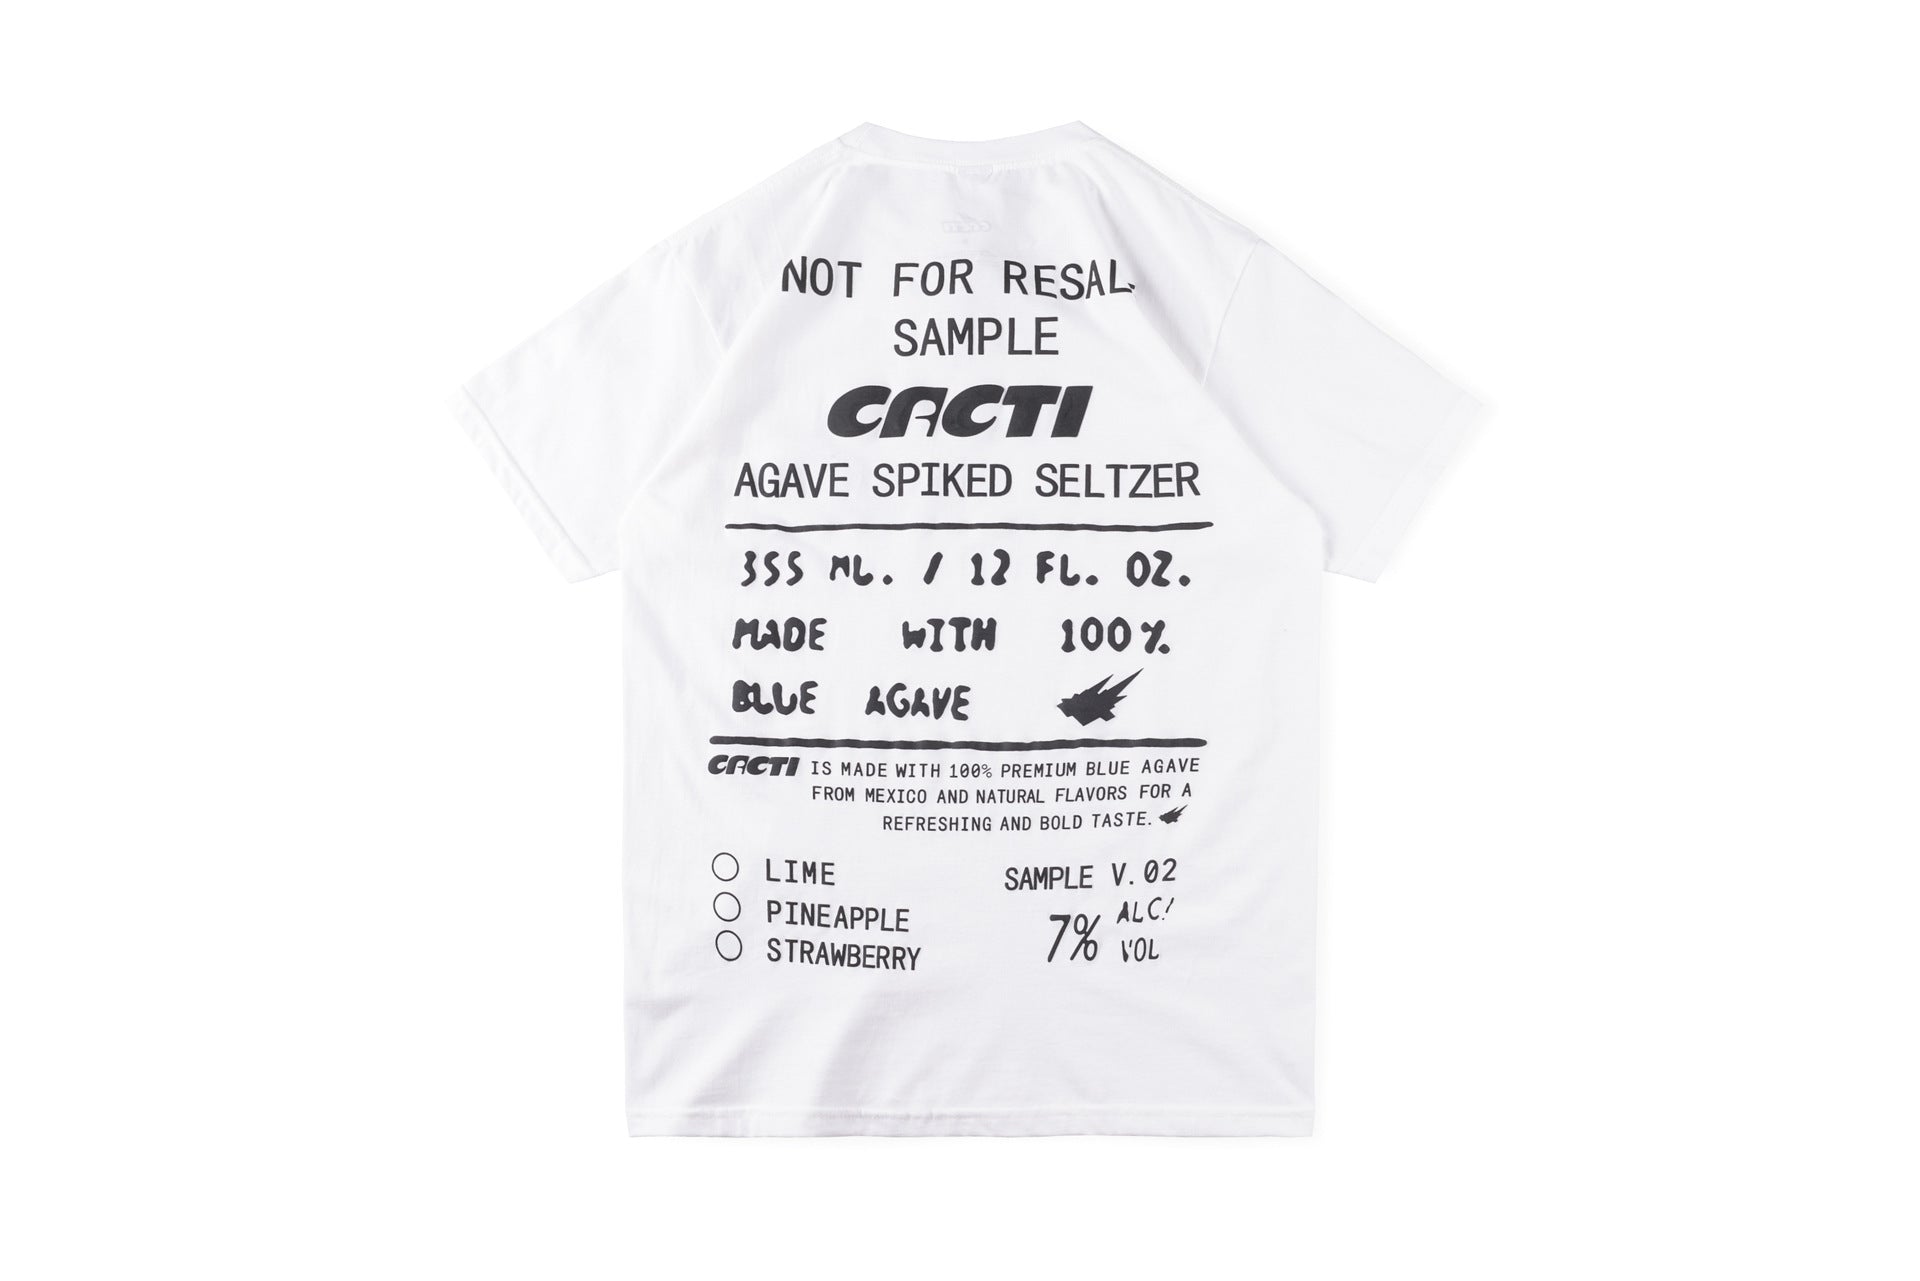 NOT FOR RESAL
SAMPLE
CACTI
AGAVE SPIKED SELTZER
355 ML. / 12 FL. OZ.
MADE WITH 100%
BLUE AGAVE
CACTI IS MADE WITH 100% PREMIUM BLUE AGAVE
FROM MEXICO AND NATURAL FLAVORS FOR A
REFRESHING AND BOLD TASTE.
LIME
PINEAPPLE
STRAWBERRY
SAMPLE V.02
7% ALC/
VOL